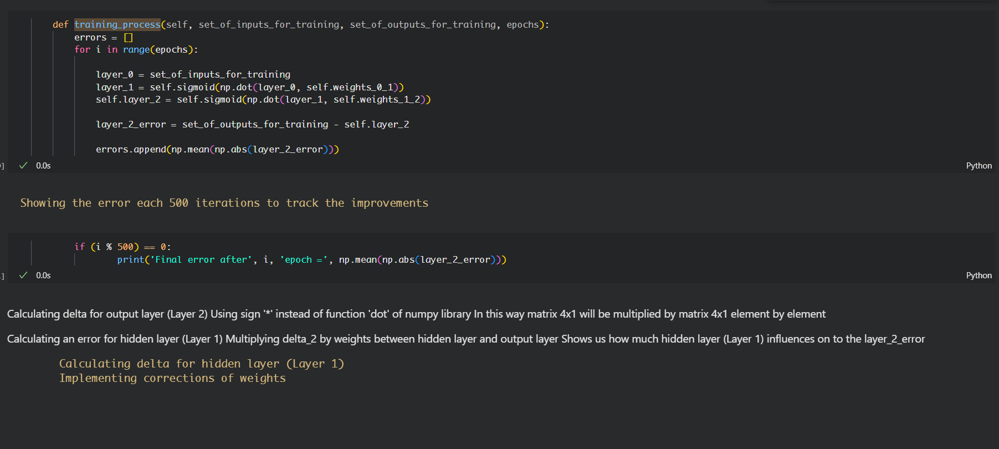 def training_process(self, set_of_inputs_for_training, set_of_outputs_for_training, epochs):
errors = []
for i in range(epochs):
layer_0 = set_of_inputs_for_training
layer_1 = self.sigmoid(np.dot(layer_0, self.weights_0_1))
self.layer_2 = self.sigmoid(np.dot(layer_1, self.weights_1_2))
layer_2_error = set_of_outputs_for_training - self.layer_2
errors.append(np.mean(np.abs(layer_2_error)))
] ✓ 0.0s Python
Showing the error each 500 iterations to track the improvements
if (i % 500) == 0:
print('Final error after', i, 'epoch =', np.mean(np.abs(layer_2_error)))
] ✓ 0.0s Python
Calculating delta for output layer (Layer 2) Using sign '*' instead of function 'dot' of numpy library In this way matrix 4x1 will be multiplied by matrix 4x1 element by element
Calculating an error for hidden layer (Layer 1) Multiplying delta_2 by weights between hidden layer and output layer Shows us how much hidden layer (Layer 1) influences on to the layer_2_error
Calculating delta for hidden layer (Layer 1)
Implementing corrections of weights